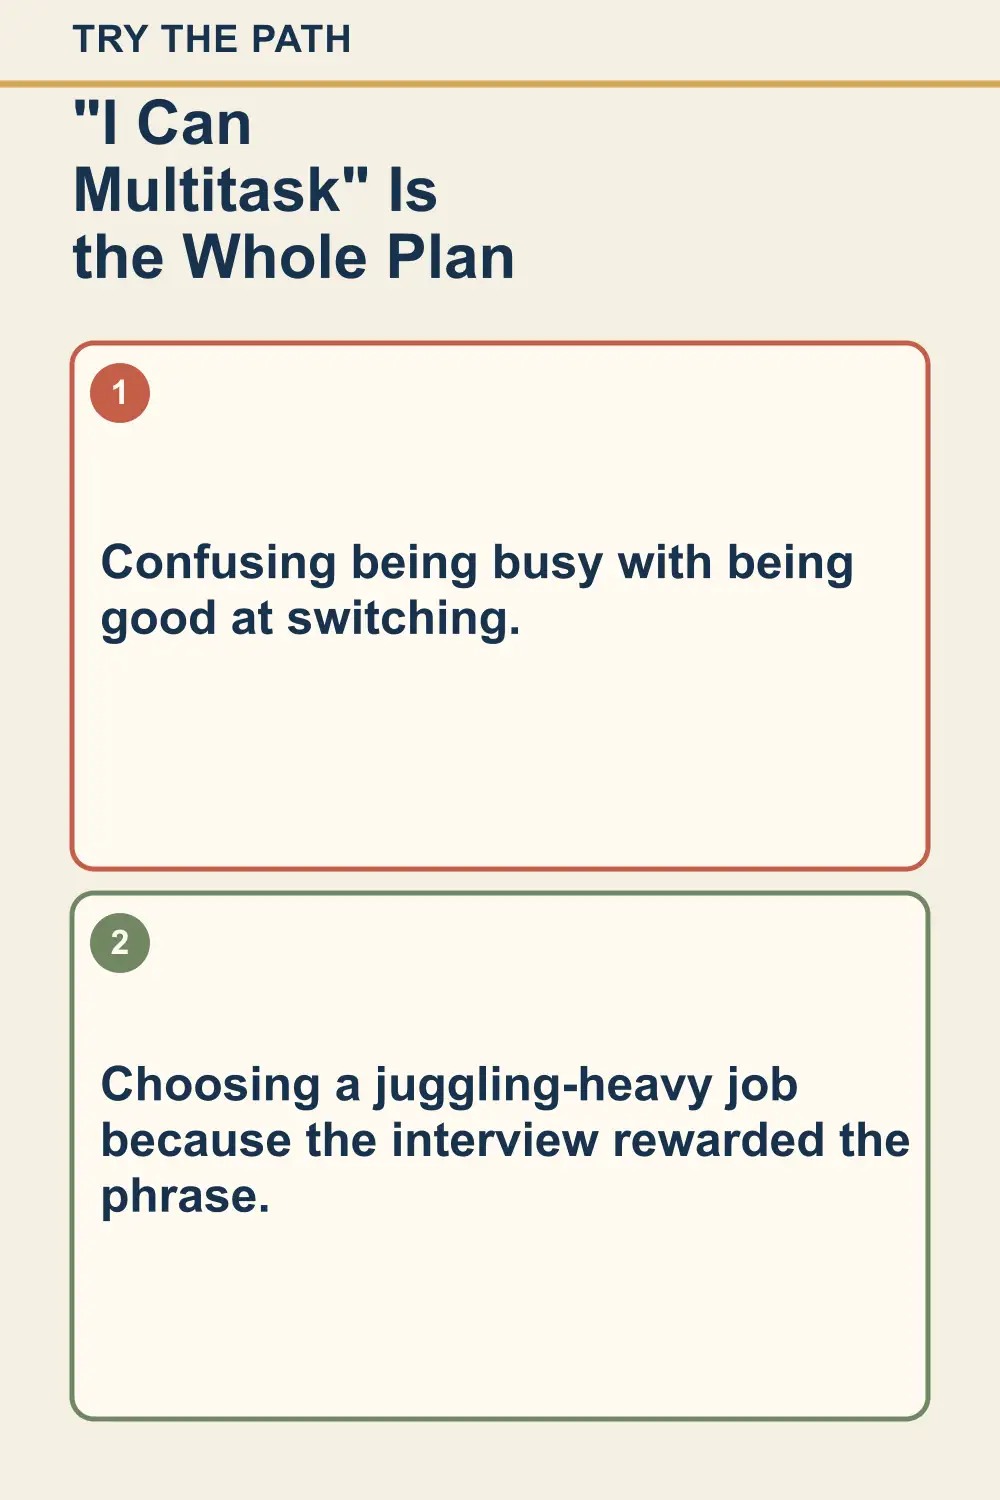 TRY THE PATH
"I Can
Multitask" Is
the Whole Plan
1
Confusing being busy with being
good at switching.
2
Choosing a juggling-heavy job
because the interview rewarded the
phrase.